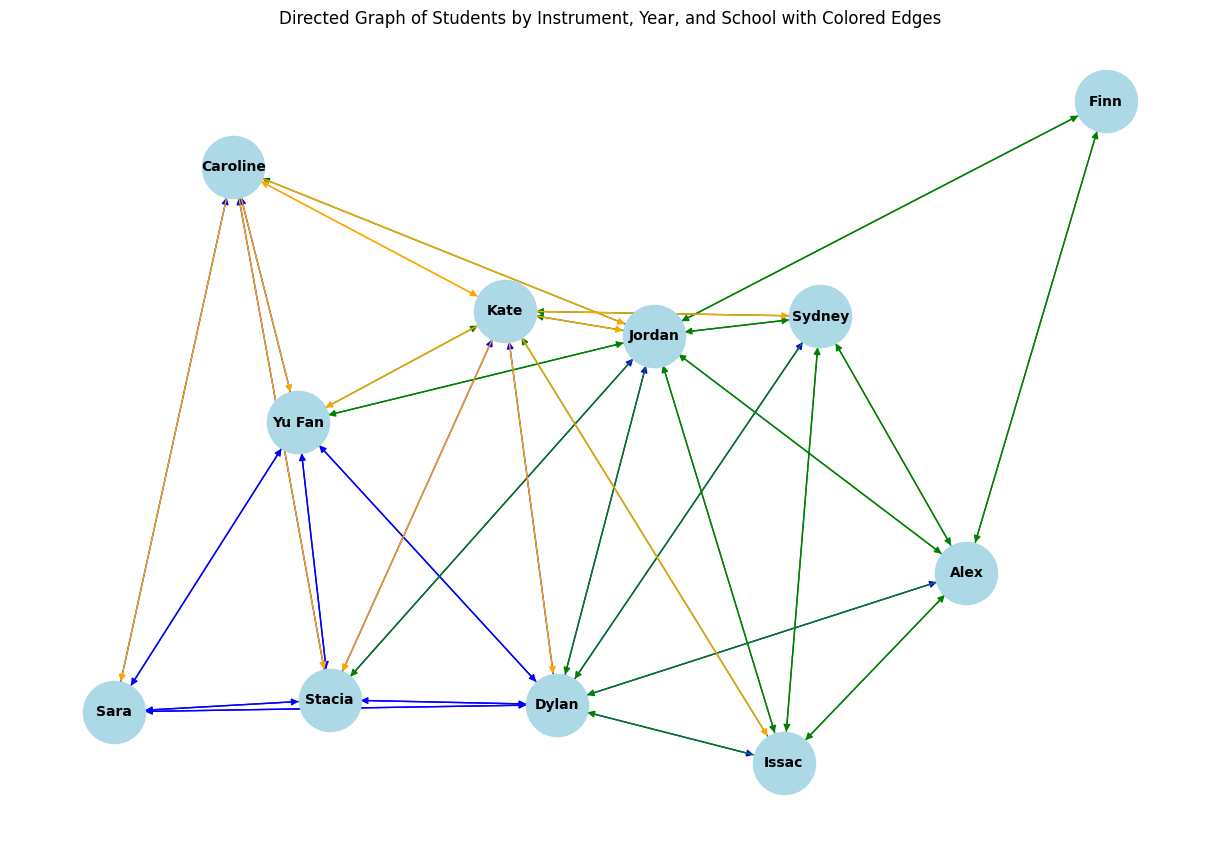 Directed Graph of Students by Instrument, Year, and School with Colored Edges
Finn
Caroline
Kate
Jordan
Sydney
Yu Fan
Alex
Sara
Stacia
Dylan
Issac